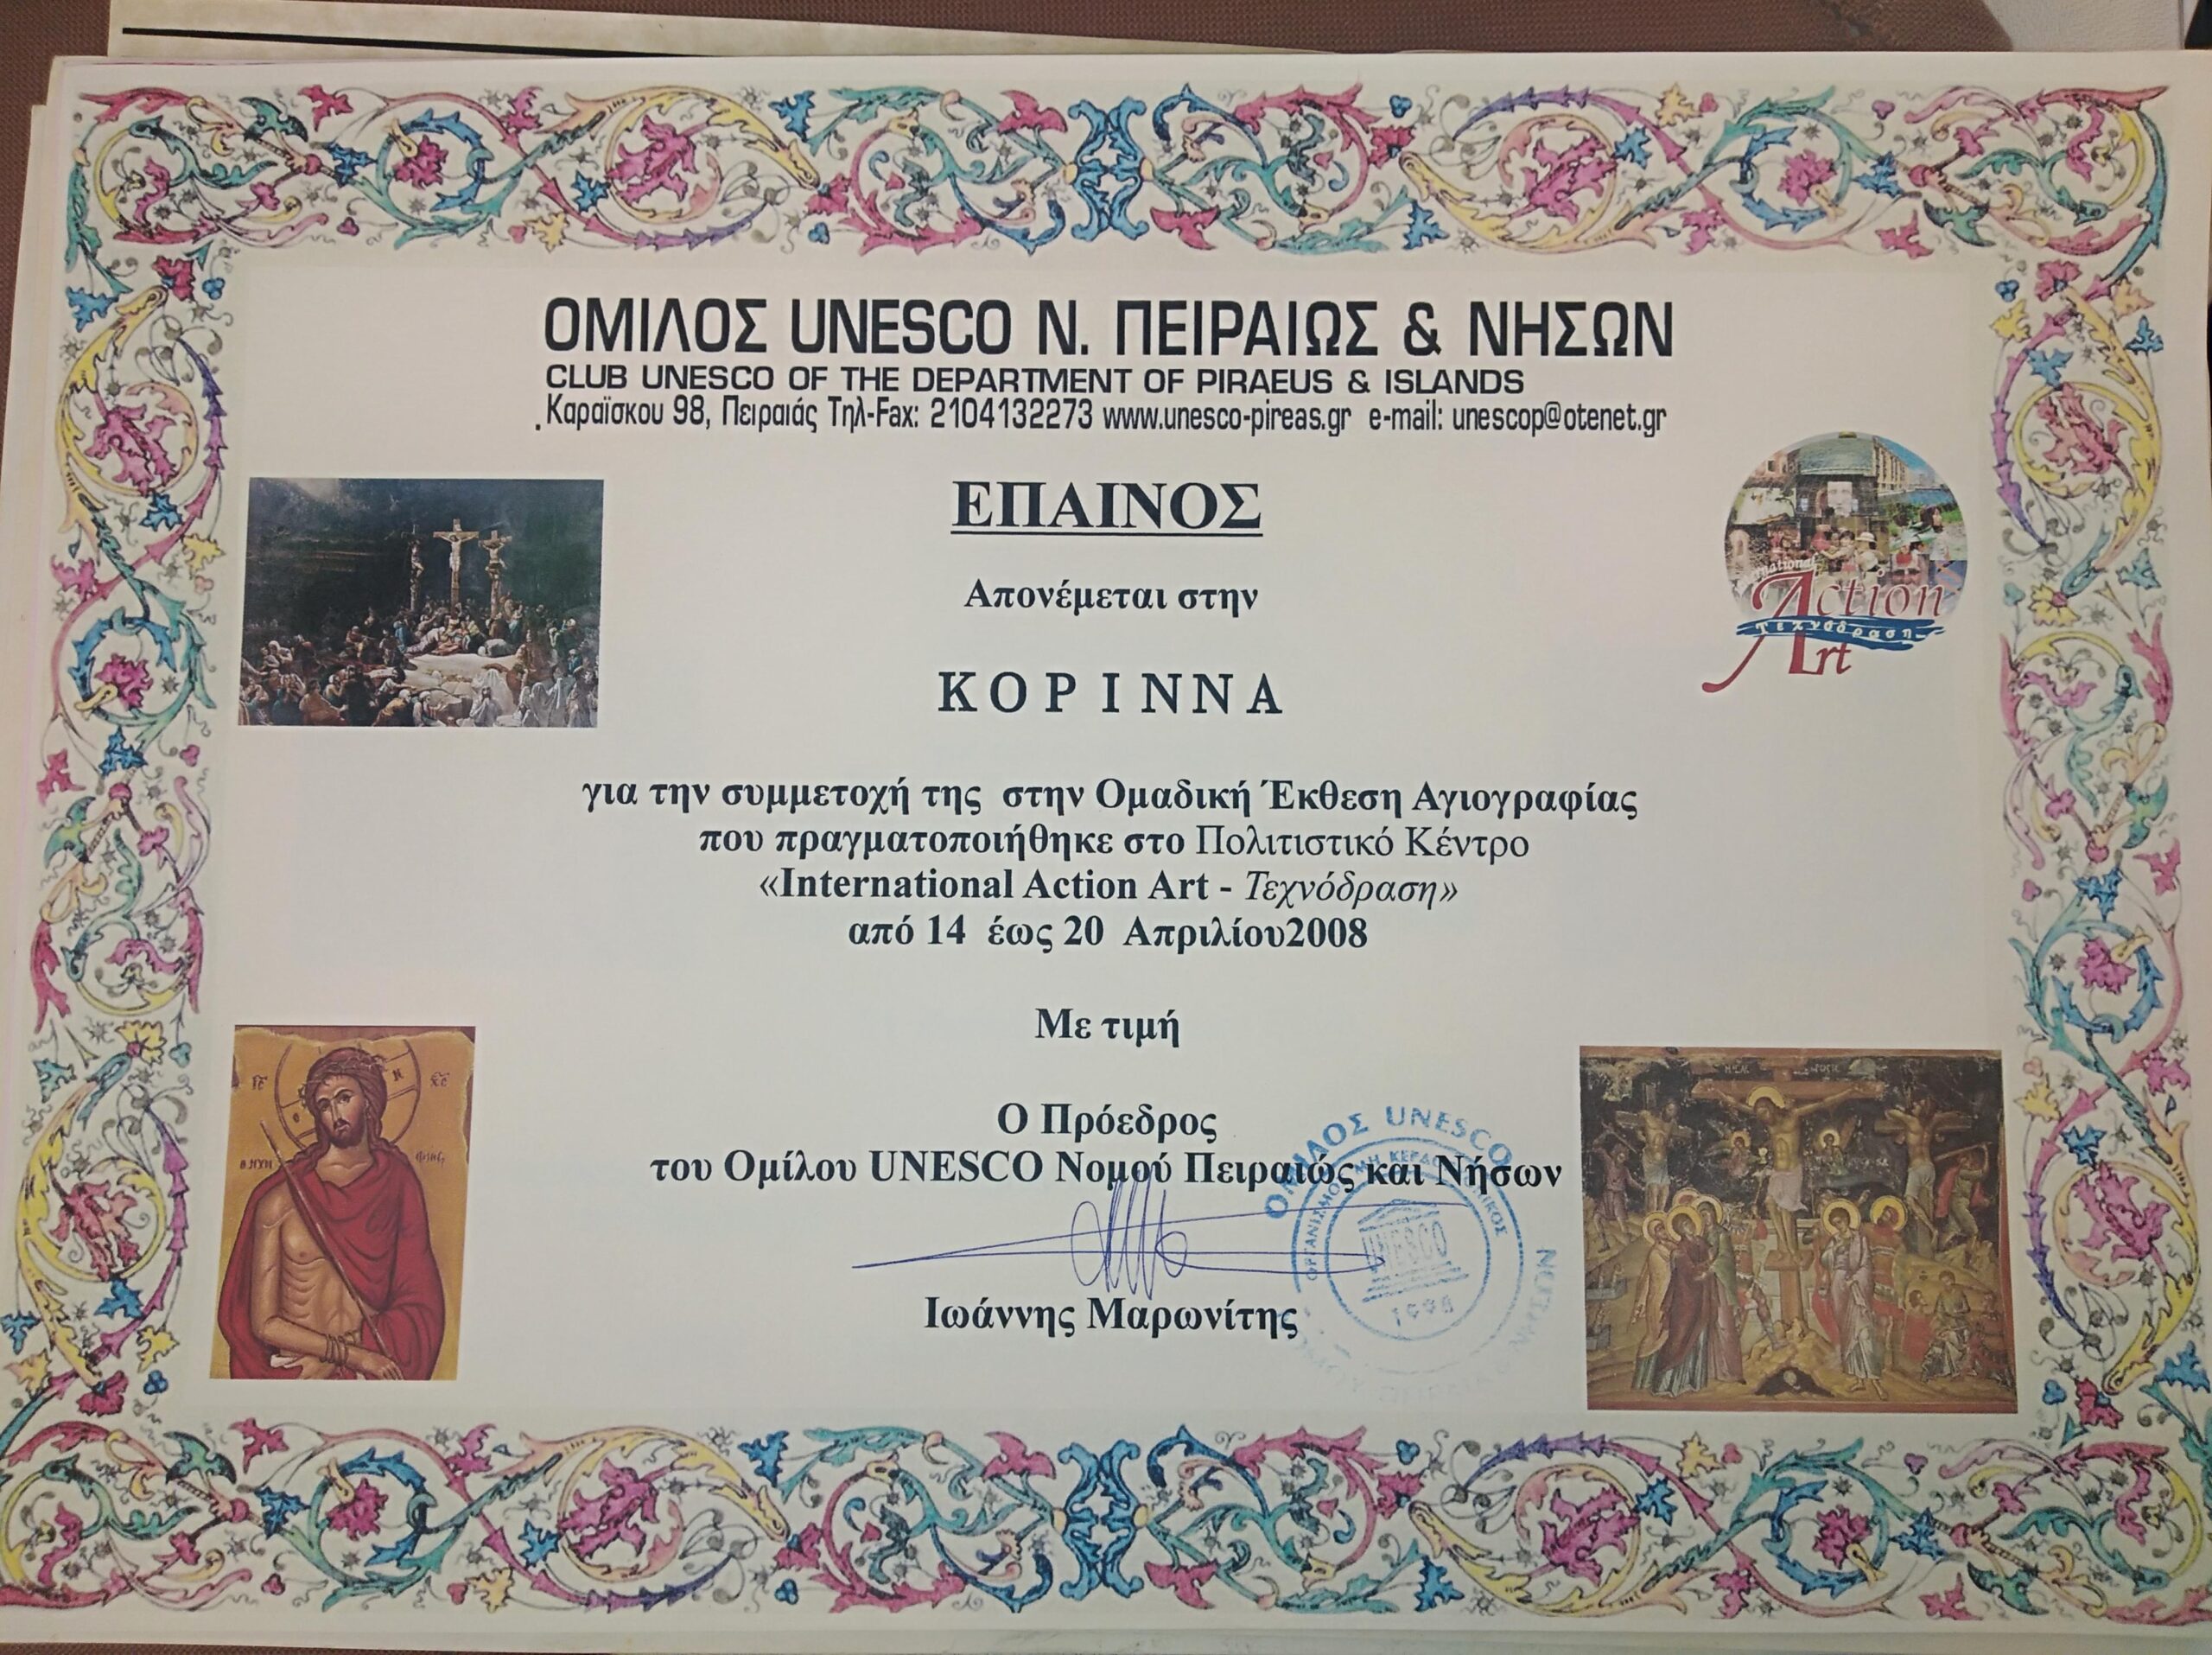 ΟΜΙΛΟΣ UNESCO Ν. ΠΕΙΡΑΙΩΣ & ΝΗΣΩΝ
CLUB UNESCO OF THE DEPARTMENT OF PIRAEUS & ISLANDS
.Καραϊσκου 98, Πειραιάς Τηλ-Fax: 2104132273 www.unesco-pireas.gr e-mail: unescop@otenet.gr
ΕΠΑΙΝΟΣ
Απονέμεται στην
ΚΟΡΙΝΝΑ
Action
Τεχνόδραση
Art
για την συμμετοχή της στην Ομαδική Έκθεση Αγιογραφίας
που πραγματοποιήθηκε στο Πολιτιστικό Κέντρο
«International Action Art - Τεχνόδραση»
από 14 έως 20 Απριλίου2008
Με τιμή
Ο Πρόεδρος
του Ομίλου UNESCO Νομού Πειραιώς και Νήσων
Ιωάννης Μαρωνίτης
ΟΜΙΛΟΣ UNESCO
UNESCO